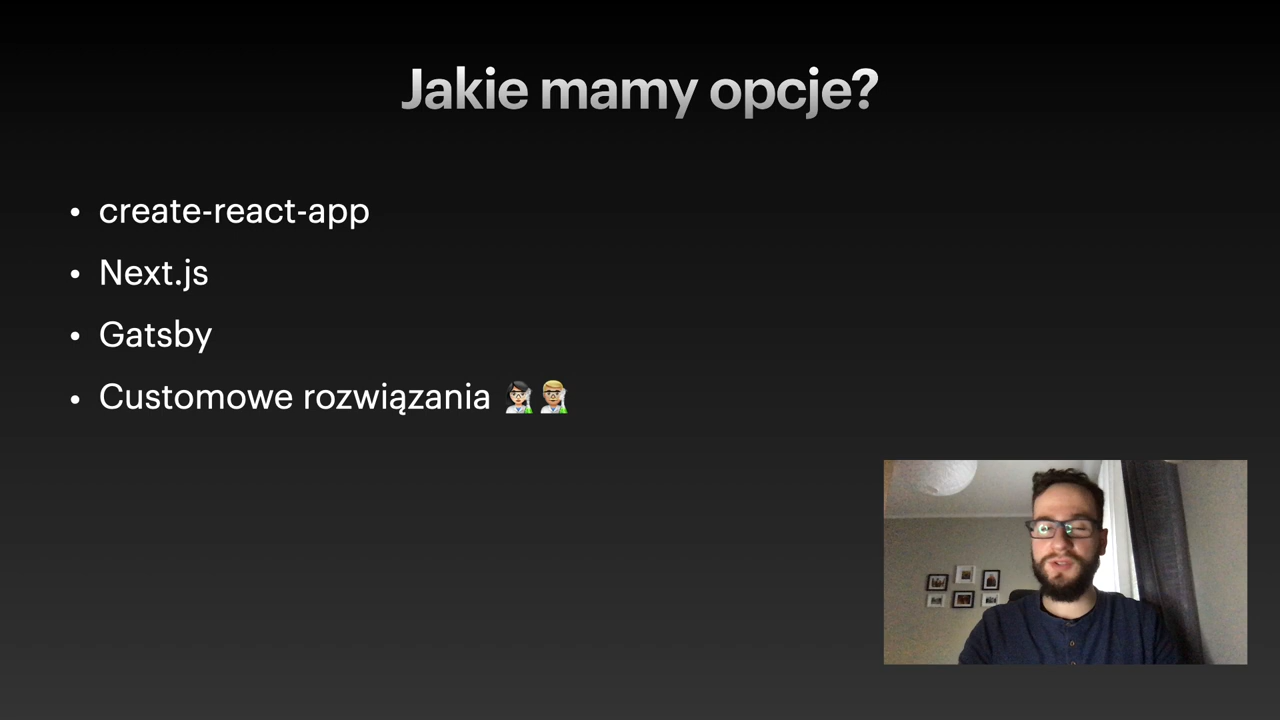 Jakie mamy opcje?
• create-react-app
• Next.js
• Gatsby
• Customowe rozwiązania 👩🏻‍🔬👨🏼‍🔬